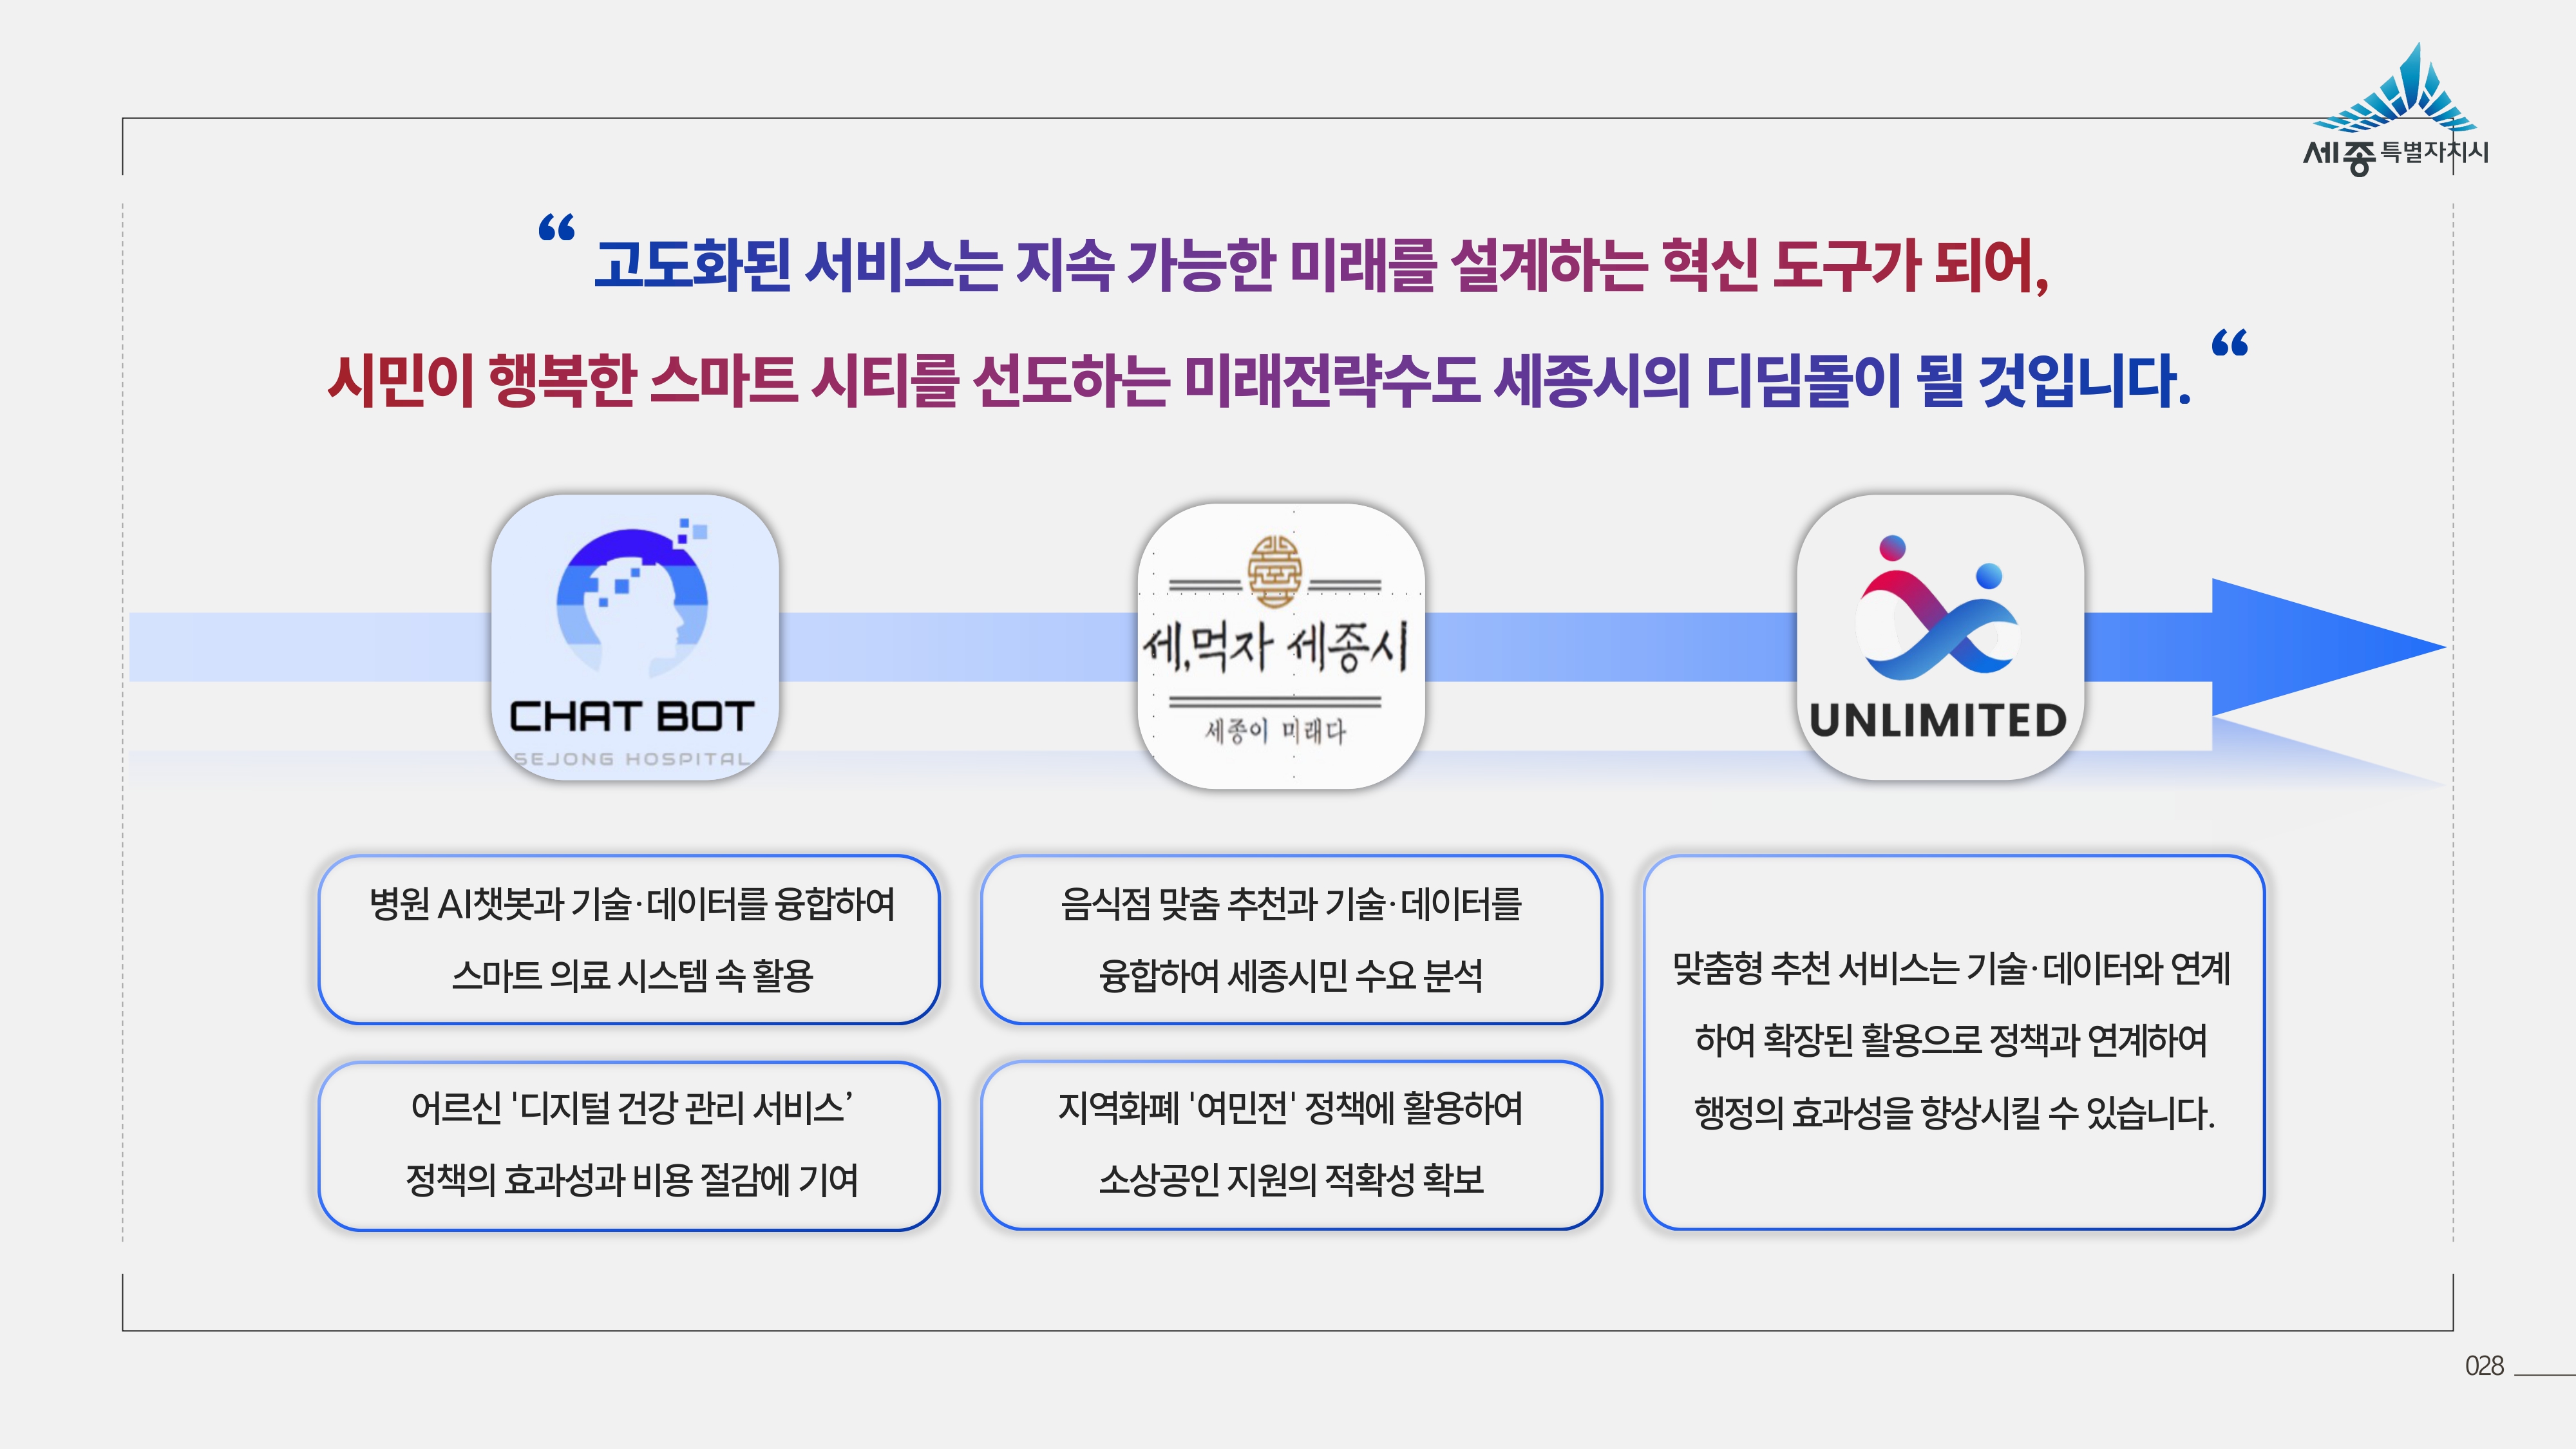 세종특별자치시
“ 고도화된 서비스는 지속 가능한 미래를 설계하는 혁신 도구가 되어,
시민이 행복한 스마트 시티를 선도하는 미래전략수도 세종시의 디딤돌이 될 것입니다. “
CHAT BOT
SEJONG HOSPITAL
세,먹자 세종시
세종이 미래다
UNLIMITED
병원 AI챗봇과 기술·데이터를 융합하여
스마트 의료 시스템 속 활용
어르신 '디지털 건강 관리 서비스’
정책의 효과성과 비용 절감에 기여
음식점 맞춤 추천과 기술·데이터를
융합하여 세종시민 수요 분석
지역화폐 '여민전' 정책에 활용하여
소상공인 지원의 적확성 확보
맞춤형 추천 서비스는 기술·데이터와 연계
하여 확장된 활용으로 정책과 연계하여
행정의 효과성을 향상시킬 수 있습니다.
028